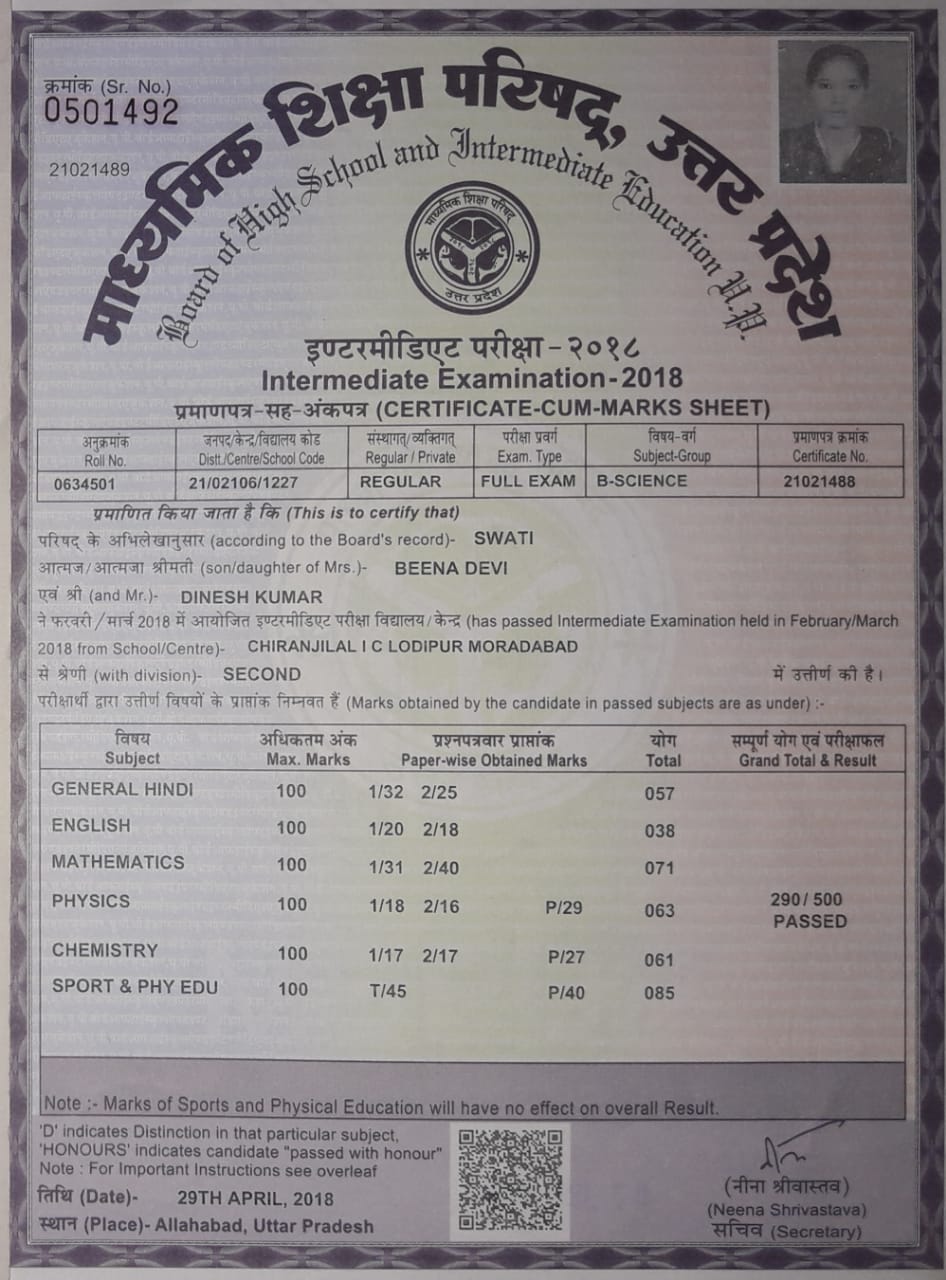 क्रमांक (Sr. No.)
0501492
21021489
माध्यमिक शिक्षा परिषद्, उत्तर प्रदेश
Board of High School and Intermediate Education U.P.
माध्यमिक शिक्षा परिषद्
उत्तर प्रदेश
इण्टरमीडिएट परीक्षा - २०१८
Intermediate Examination - 2018
प्रमाणपत्र-सह-अंकपत्र (CERTIFICATE-CUM-MARKS SHEET)
अनुक्रमांक जनपद/केन्द्र/विद्यालय कोड संस्थागत/व्यक्तिगत् परीक्षा प्रवर्ग विषय-वर्ग प्रमाणपत्र क्रमांक
Roll No. Distt./Centre/School Code Regular / Private Exam. Type Subject-Group Certificate No.
0634501 21/02106/1227 REGULAR FULL EXAM B-SCIENCE 21021488
प्रमाणित किया जाता है कि (This is to certify that)
परिषद् के अभिलेखानुसार (according to the Board's record)- SWATI
आत्मज/आत्मजा श्रीमती (son/daughter of Mrs.)- BEENA DEVI
एवं श्री (and Mr.)- DINESH KUMAR
ने फरवरी/मार्च 2018 में आयोजित इण्टरमीडिएट परीक्षा विद्यालय/केन्द्र (has passed Intermediate Examination held in February/March
2018 from School/Centre)- CHIRANJILAL I C LODIPUR MORADABAD
से श्रेणी (with division)- SECOND में उत्तीर्ण की है।
परीक्षार्थी द्वारा उत्तीर्ण विषयों के प्राप्तांक निम्नवत हैं (Marks obtained by the candidate in passed subjects are as under) :-
विषय अधिकतम अंक प्रश्नपत्रवार प्राप्तांक योग सम्पूर्ण योग एवं परीक्षाफल
Subject Max. Marks Paper-wise Obtained Marks Total Grand Total & Result
GENERAL HINDI 100 1/32 2/25 057
ENGLISH 100 1/20 2/18 038
MATHEMATICS 100 1/31 2/40 071
PHYSICS 100 1/18 2/16 P/29 063 290/ 500
PASSED
CHEMISTRY 100 1/17 2/17 P/27 061
SPORT & PHY EDU 100 T/45 P/40 085
Note :- Marks of Sports and Physical Education will have no effect on overall Result.
'D' indicates Distinction in that particular subject,
'HONOURS' indicates candidate "passed with honour"
Note : For Important Instructions see overleaf
तिथि (Date)- 29TH APRIL, 2018
स्थान (Place)- Allahabad, Uttar Pradesh
(नीना श्रीवास्तव)
(Neena Shrivastava)
सचिव (Secretary)